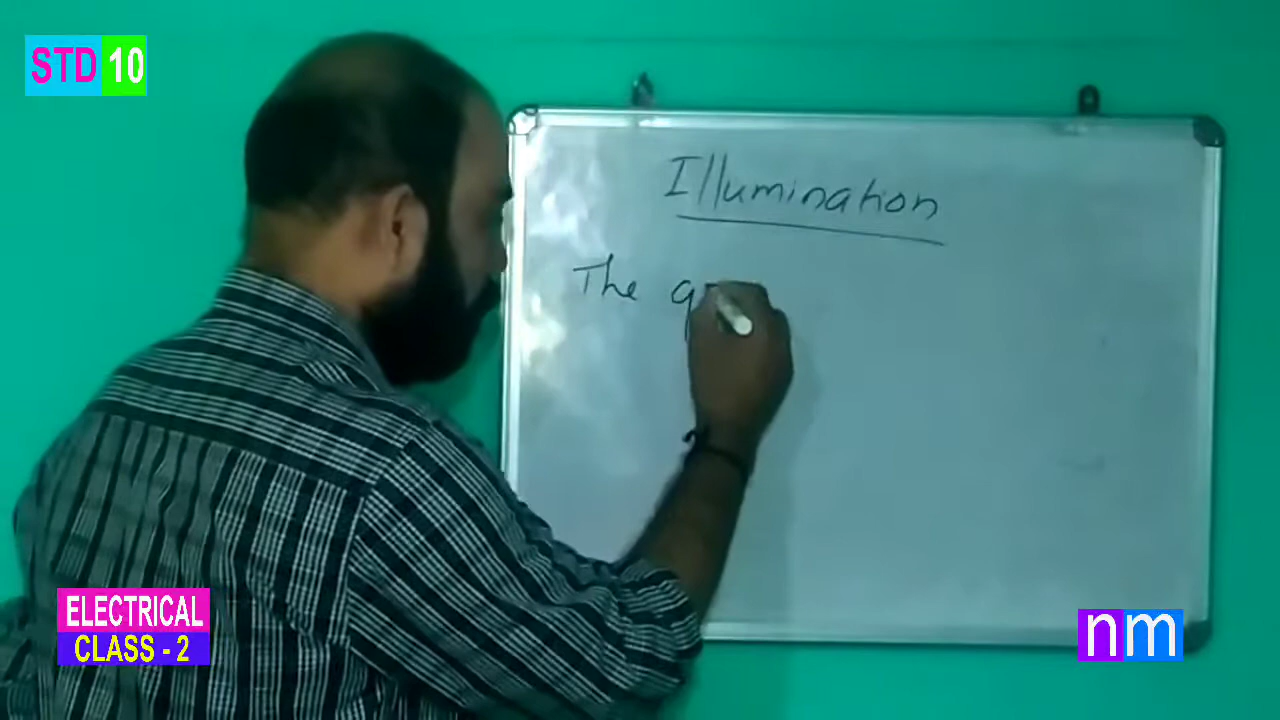 STD 10
Illumination
The q
ELECTRICAL
CLASS - 2
nm